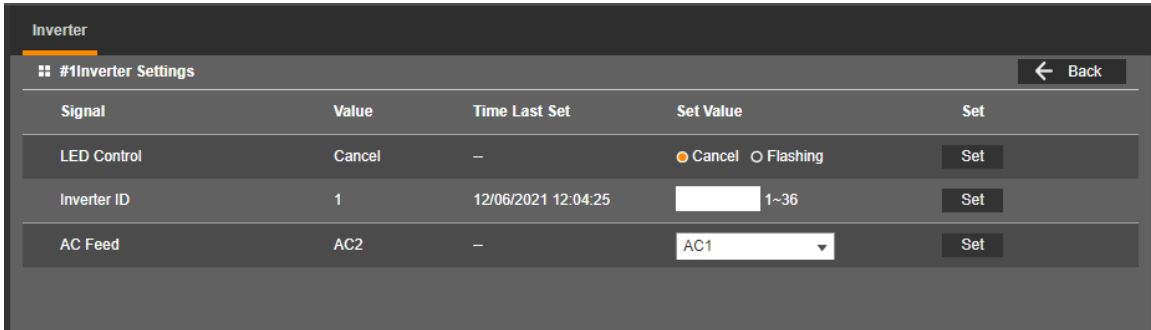 Inverter
#1Inverter Settings
Back
Signal Value Time Last Set Set Value Set
LED Control Cancel -- Cancel Flashing Set
Inverter ID 1 12/06/2021 12:04:25 1~36 Set
AC Feed AC2 -- AC1 Set